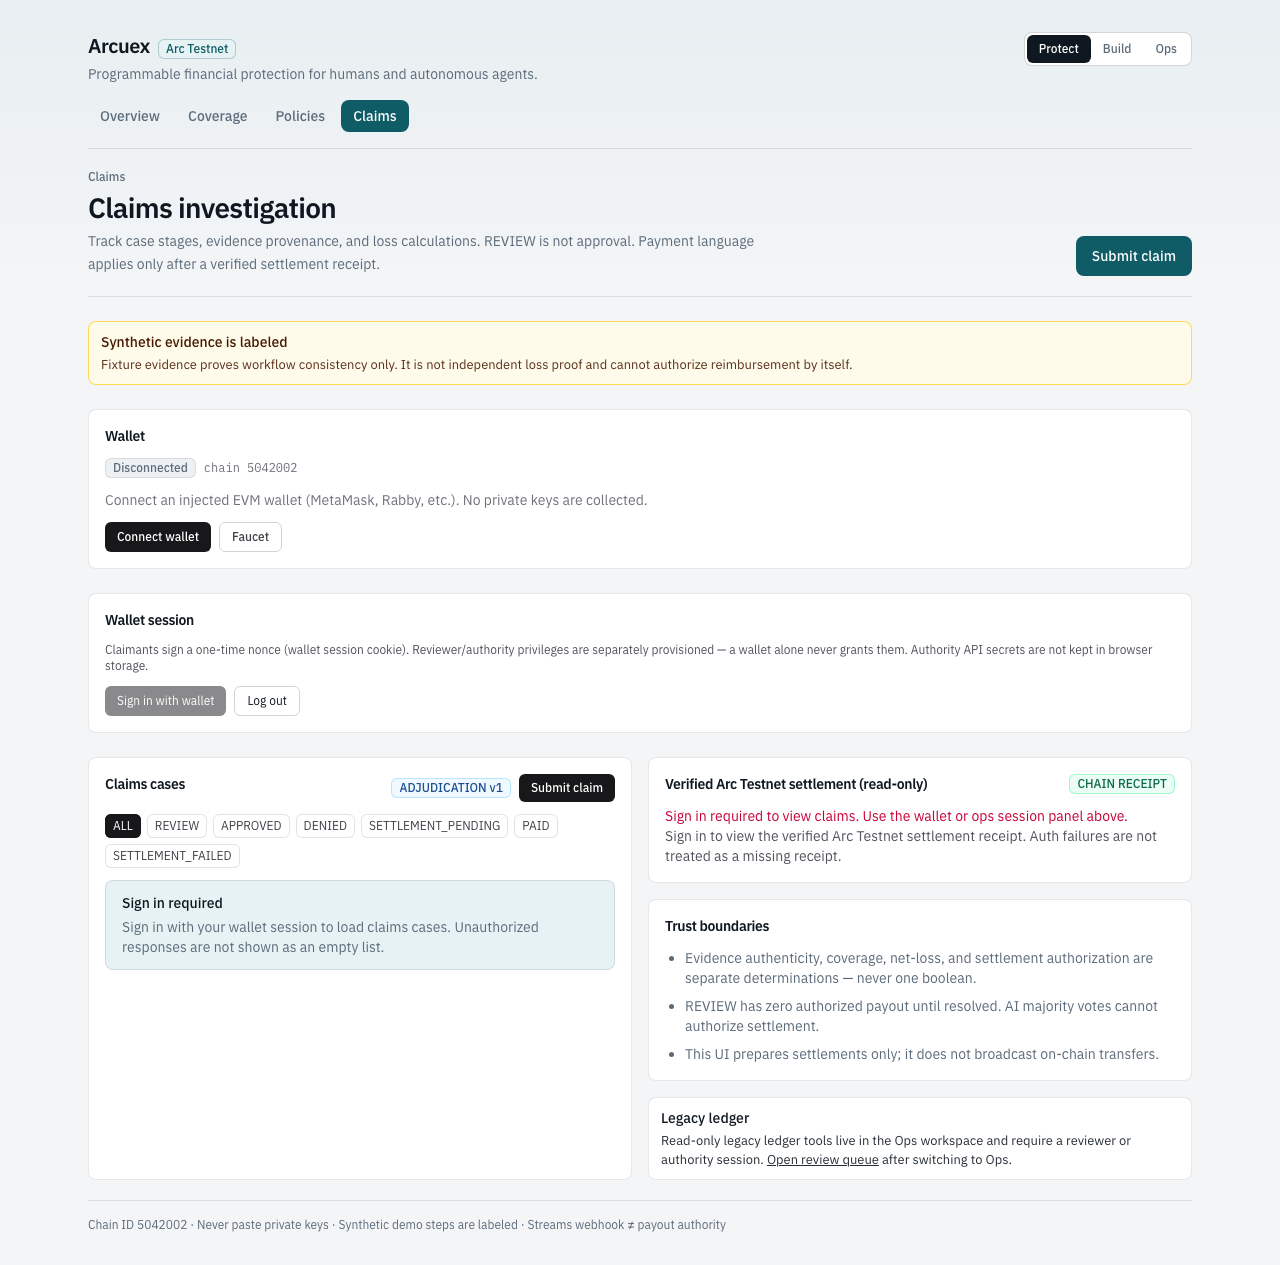 Arcuex Arc Testnet
Programmable financial protection for humans and autonomous agents.
Protect Build Ops
Overview Coverage Policies Claims
Claims
Claims investigation
Track case stages, evidence provenance, and loss calculations. REVIEW is not approval. Payment language
applies only after a verified settlement receipt.
Submit claim
Synthetic evidence is labeled
Fixture evidence proves workflow consistency only. It is not independent loss proof and cannot authorize reimbursement by itself.
Wallet
Disconnected chain 5042002
Connect an injected EVM wallet (MetaMask, Rabby, etc.). No private keys are collected.
Connect wallet Faucet
Wallet session
Claimants sign a one-time nonce (wallet session cookie). Reviewer/authority privileges are separately provisioned — a wallet alone never grants them. Authority API secrets are not kept in browser
storage.
Sign in with wallet Log out
Claims cases ADJUDICATION v1 Submit claim
ALL REVIEW APPROVED DENIED SETTLEMENT_PENDING PAID
SETTLEMENT_FAILED
Sign in required
Sign in with your wallet session to load claims cases. Unauthorized
responses are not shown as an empty list.
Verified Arc Testnet settlement (read-only) CHAIN RECEIPT
Sign in required to view claims. Use the wallet or ops session panel above.
Sign in to view the verified Arc Testnet settlement receipt. Auth failures are not
treated as a missing receipt.
Trust boundaries
• Evidence authenticity, coverage, net-loss, and settlement authorization are
separate determinations — never one boolean.
• REVIEW has zero authorized payout until resolved. AI majority votes cannot
authorize settlement.
• This UI prepares settlements only; it does not broadcast on-chain transfers.
Legacy ledger
Read-only legacy ledger tools live in the Ops workspace and require a reviewer or
authority session. Open review queue after switching to Ops.
Chain ID 5042002 · Never paste private keys · Synthetic demo steps are labeled · Streams webhook ≠ payout authority